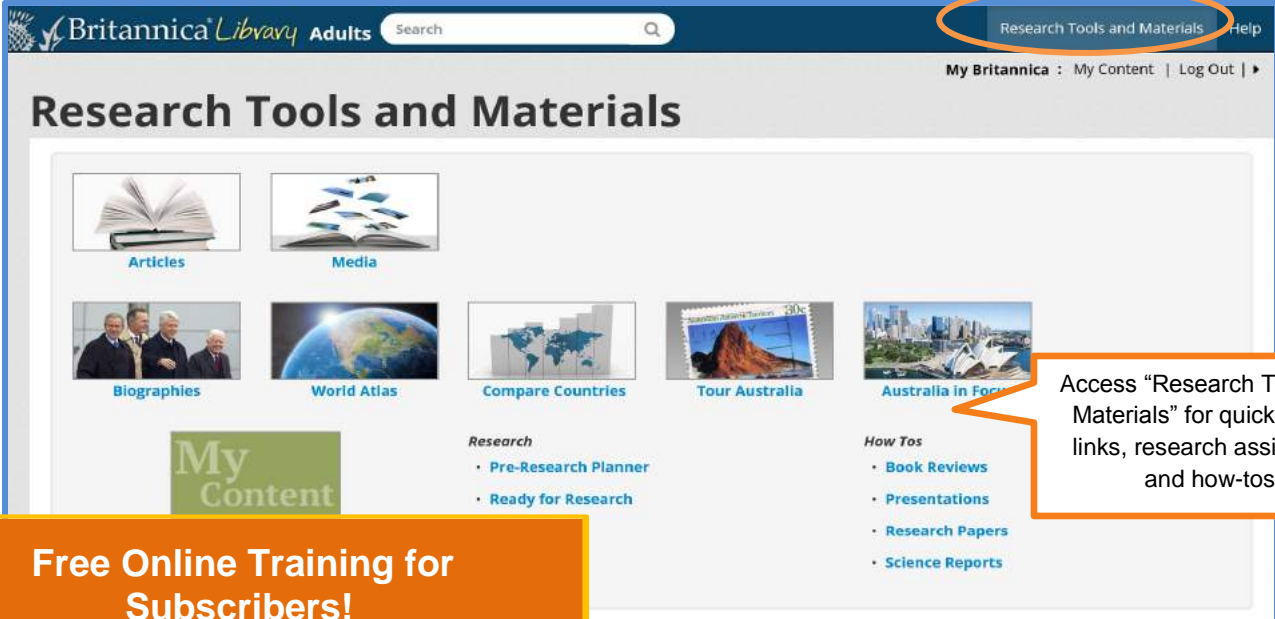 Britannica® Library Adults Search Research Tools and Materials Help
My Britannica : My Content | Log Out |
Research Tools and Materials
Articles Media
30c
Biographies World Atlas Compare Countries Tour Australia Australia in Focus
Access “Research T
Materials” for quick
links, research assi
and how-tos
My
Content
Research
• Pre-Research Planner
• Ready for Research
How Tos
• Book Reviews
• Presentations
• Research Papers
• Science Reports
Free Online Training for
Subscribers!